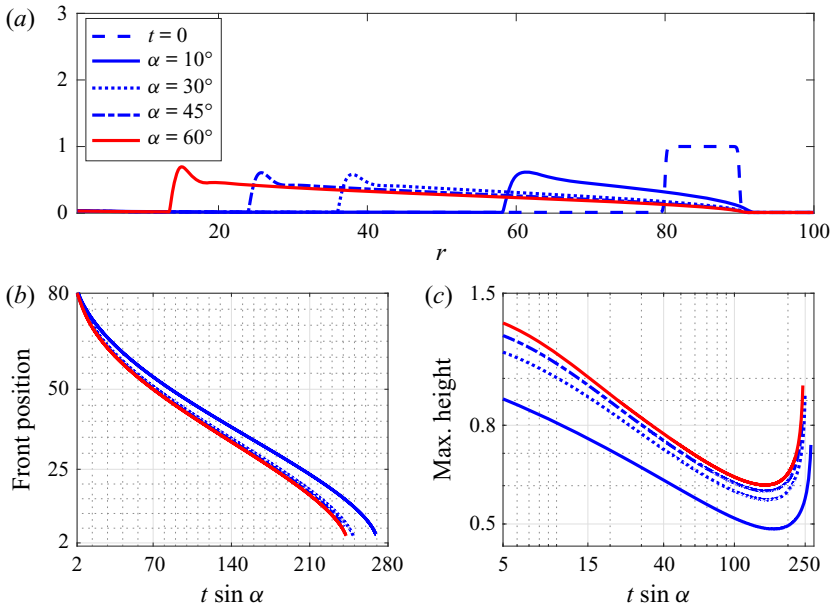 (a)
3
2
1
0
t = 0
α = 10°
α = 30°
α = 45°
α = 60°
20 40 60 80 100
r
(b)
80
50
25
2
Front position
2 70 140 210 280
t sin α
(c)
1.5
0.8
0.5
Max. height
5 15 40 100 250
t sin α